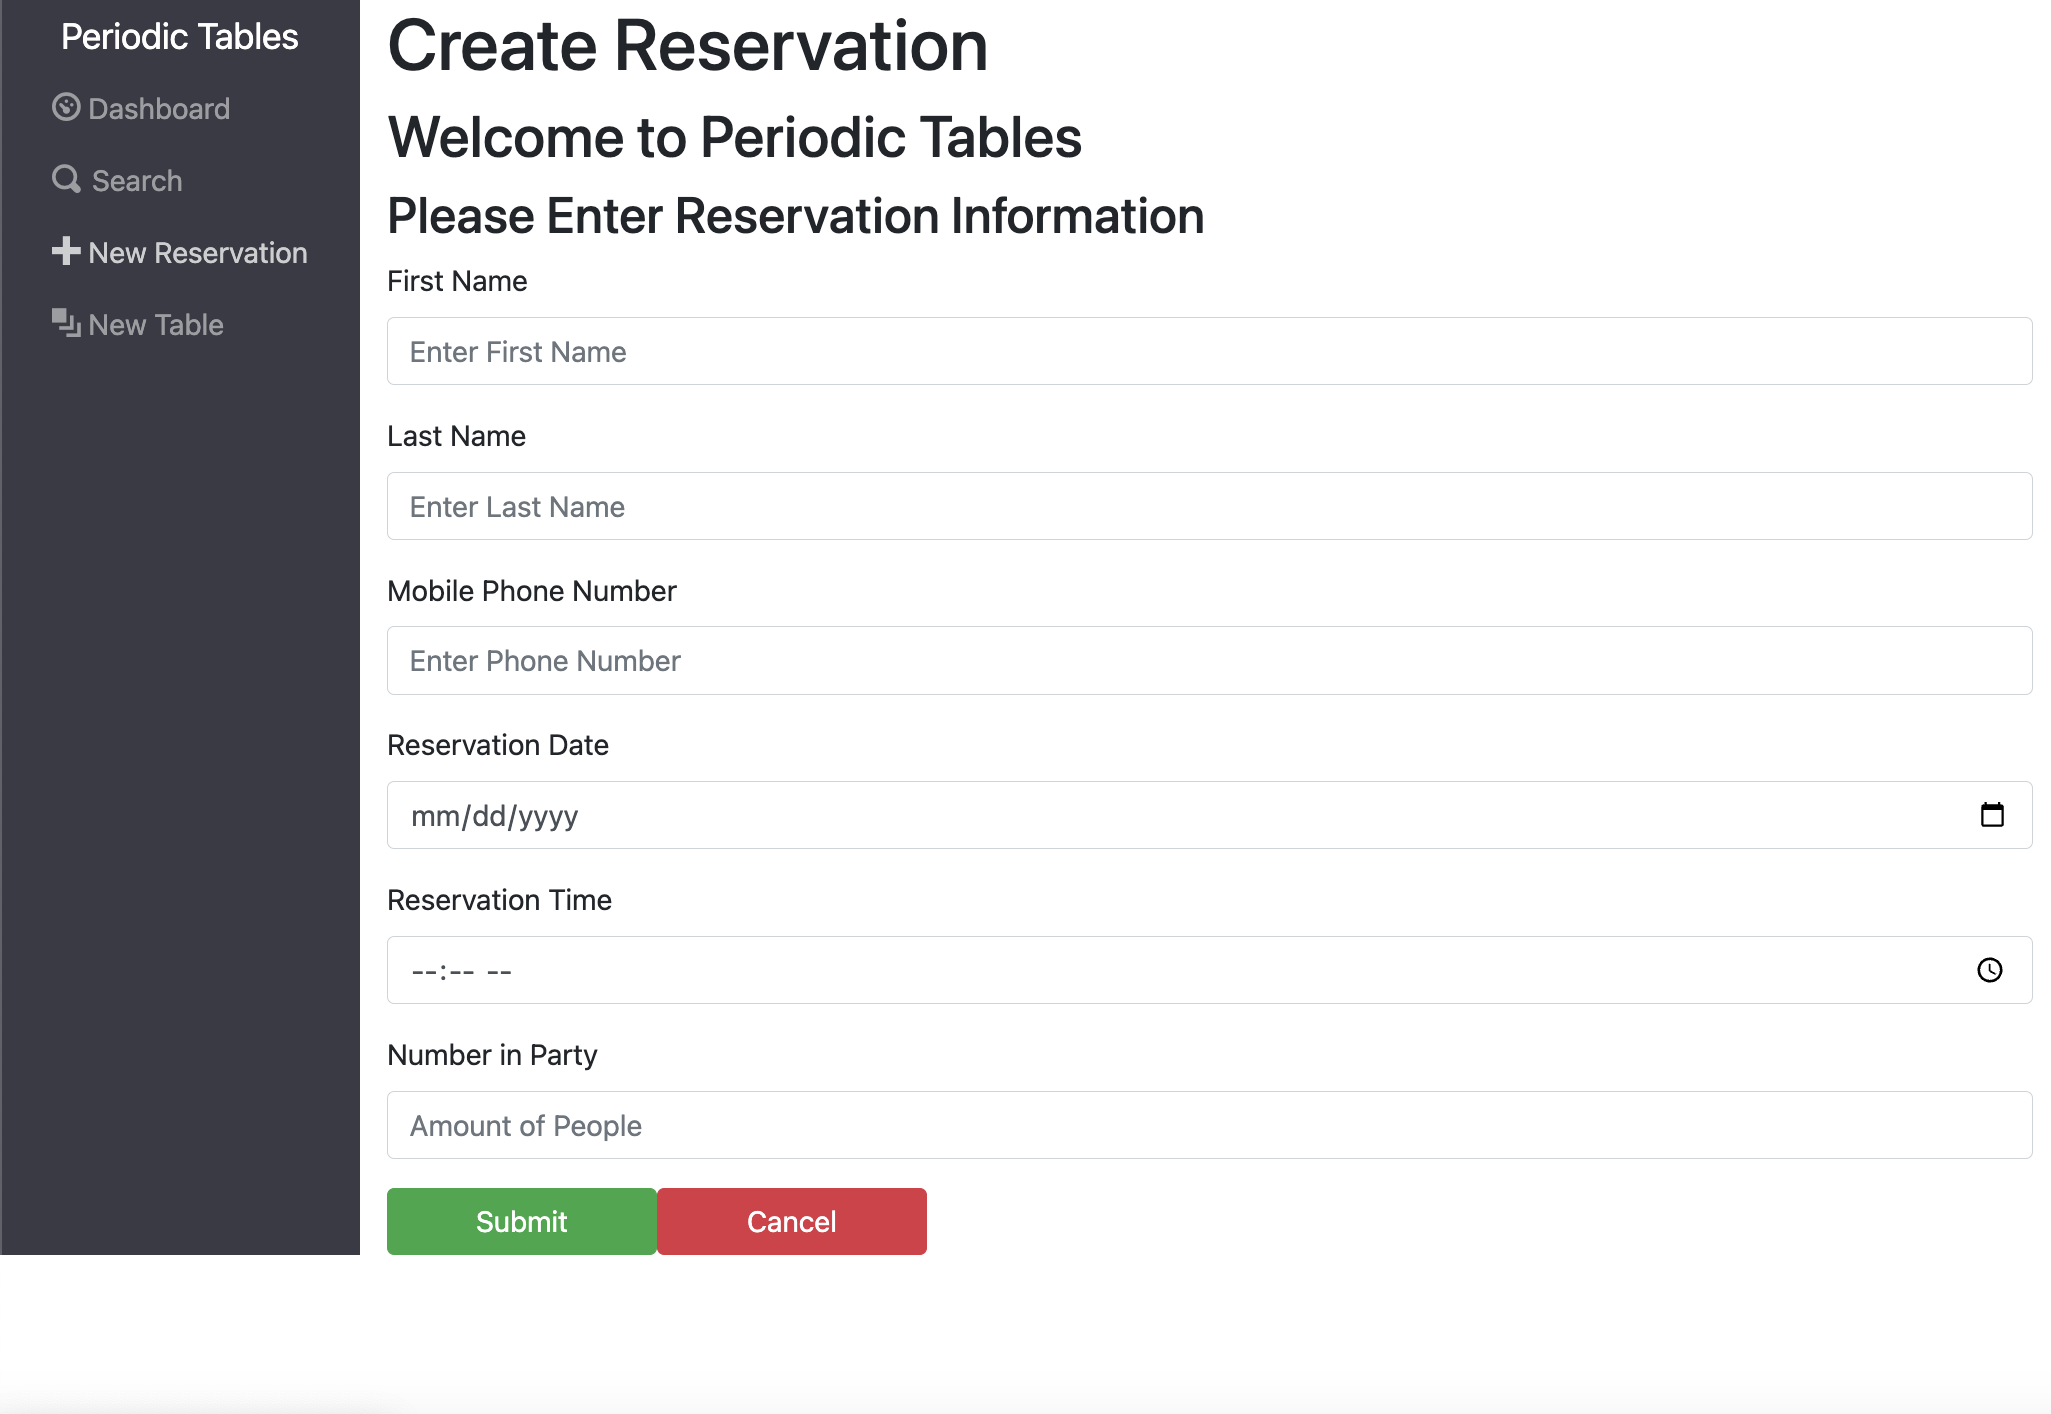 Periodic Tables
Dashboard
Search
New Reservation
New Table
Create Reservation
Welcome to Periodic Tables
Please Enter Reservation Information
First Name
Enter First Name
Last Name
Enter Last Name
Mobile Phone Number
Enter Phone Number
Reservation Date
mm/dd/yyyy
Reservation Time
--:-- --
Number in Party
Amount of People
Submit Cancel